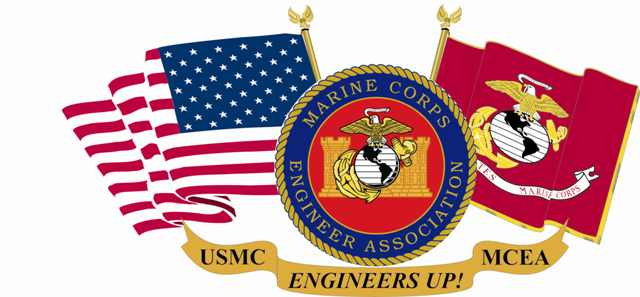 MARINE CORPS
ENGINEER ASSOCIATION
MARINE CORPS
USMC
MCEA
ENGINEERS UP!